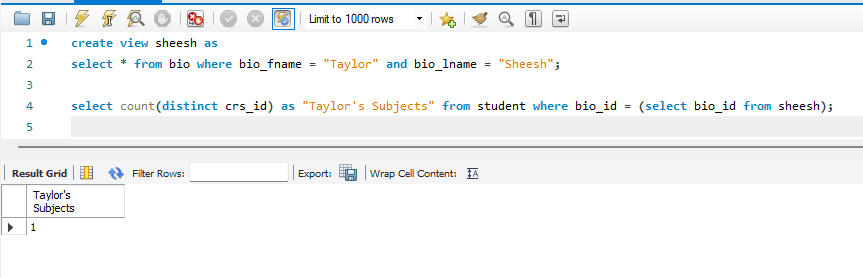 Limit to 1000 rows
1 create view sheesh as
2 select * from bio where bio_fname = "Taylor" and bio_lname = "Sheesh";
3
4 select count(distinct crs_id) as "Taylor's Subjects" from student where bio_id = (select bio_id from sheesh);
5
Result Grid Filter Rows: Export: Wrap Cell Content: IA
Taylor's
Subjects
1